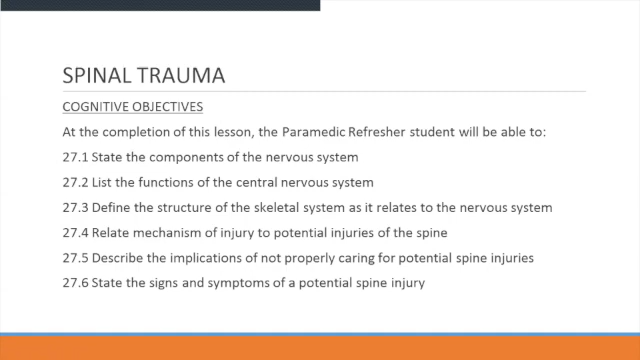 SPINAL TRAUMA
COGNITIVE OBJECTIVES
At the completion of this lesson, the Paramedic Refresher student will be able to:
27.1 State the components of the nervous system
27.2 List the functions of the central nervous system
27.3 Define the structure of the skeletal system as it relates to the nervous system
27.4 Relate mechanism of injury to potential injuries of the spine
27.5 Describe the implications of not properly caring for potential spine injuries
27.6 State the signs and symptoms of a potential spine injury